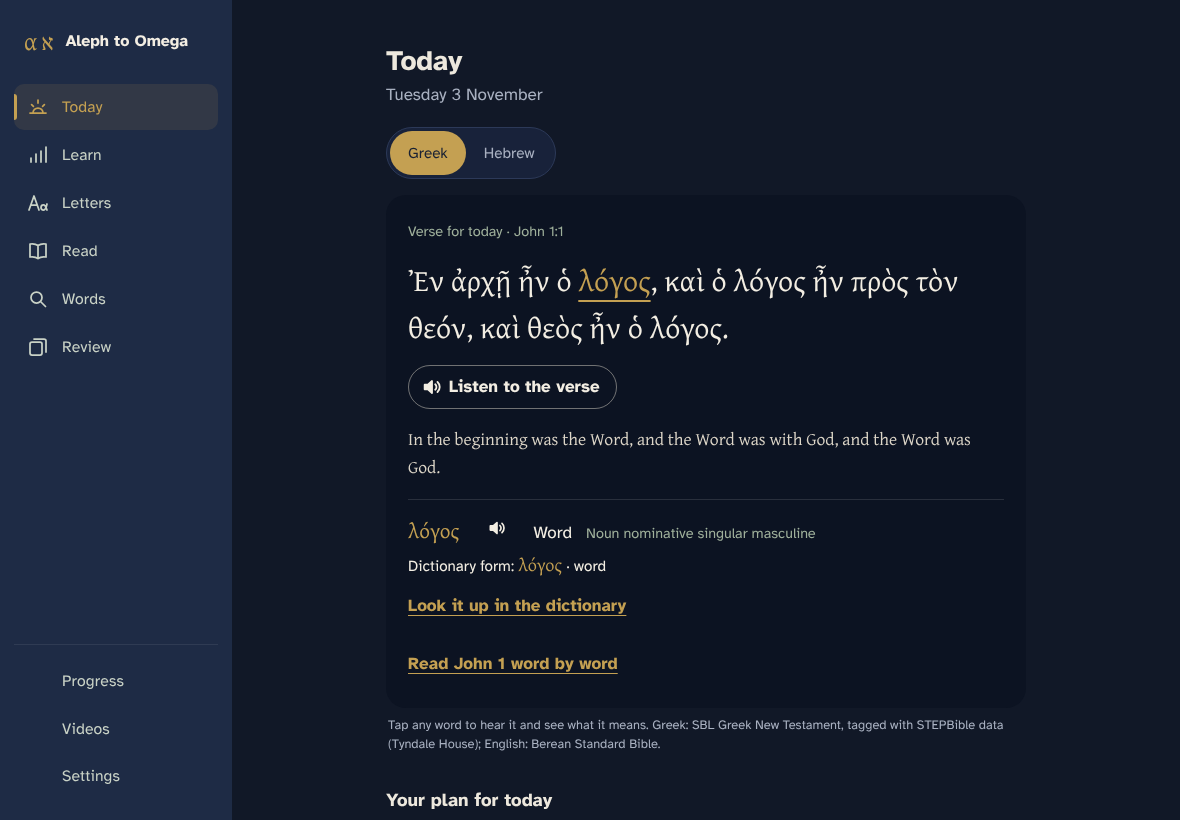 α א Aleph to Omega
Today
Learn
Aα Letters
Read
Words
Review
Progress
Videos
Settings
Today
Tuesday 3 November
Greek Hebrew
Verse for today · John 1:1
Ἐν ἀρχῇ ἦν ὁ λόγος, καὶ ὁ λόγος ἦν πρὸς τὸν
θεόν, καὶ θεὸς ἦν ὁ λόγος.
Listen to the verse
In the beginning was the Word, and the Word was with God, and the Word was
God.
λόγος Word Noun nominative singular masculine
Dictionary form: λόγος · word
Look it up in the dictionary
Read John 1 word by word
Tap any word to hear it and see what it means. Greek: SBL Greek New Testament, tagged with STEPBible data
(Tyndale House); English: Berean Standard Bible.
Your plan for today